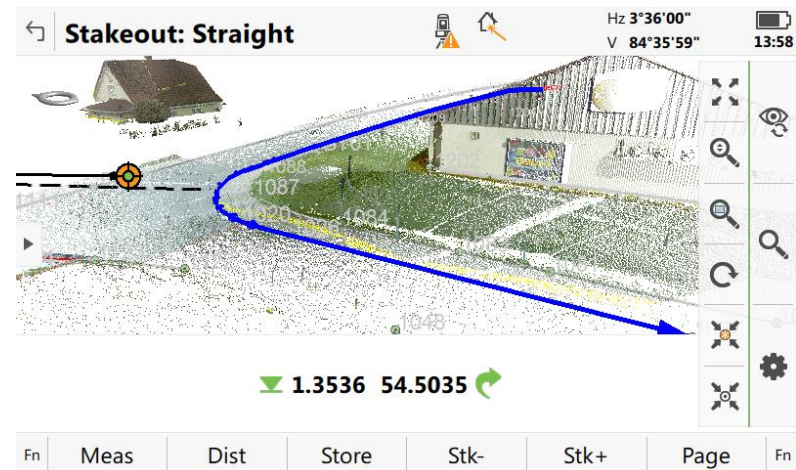 Stakeout: Straight
Hz 3°36'00"
V 84°35'59"
13:58
1087
1020
1084
1202
1048
1.3536 54.5035
Fn Meas Dist Store Stk- Stk+ Page Fn